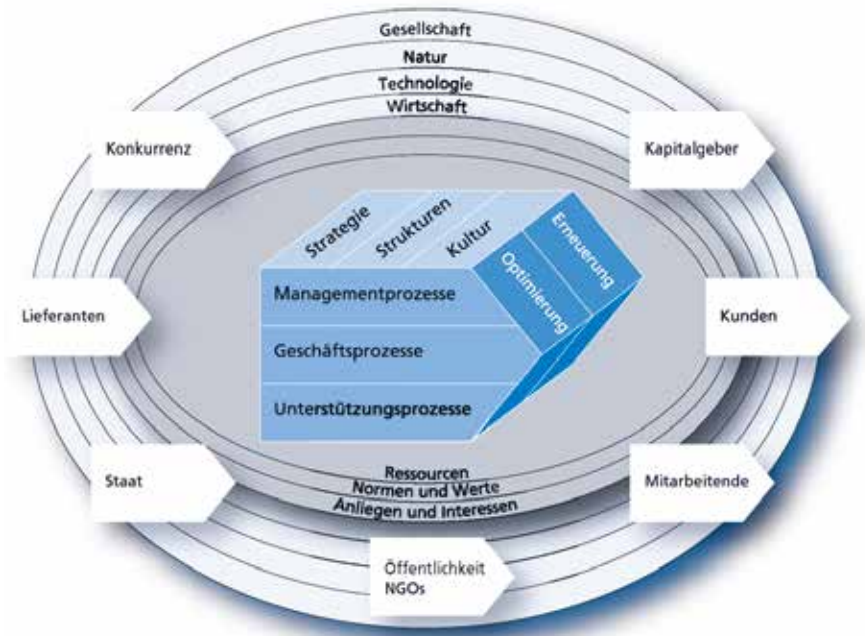 Gesellschaft
Natur
Technologie
Wirtschaft
Konkurrenz
Kapitalgeber
Strategie
Strukturen
Kultur
Erneuerung
Optimierung
Managementprozesse
Lieferanten
Kunden
Geschäftsprozesse
Unterstützungsprozesse
Ressourcen
Staat
Mitarbeitende
Normen und Werte
Anliegen und Interessen
Öffentlichkeit
NGOs